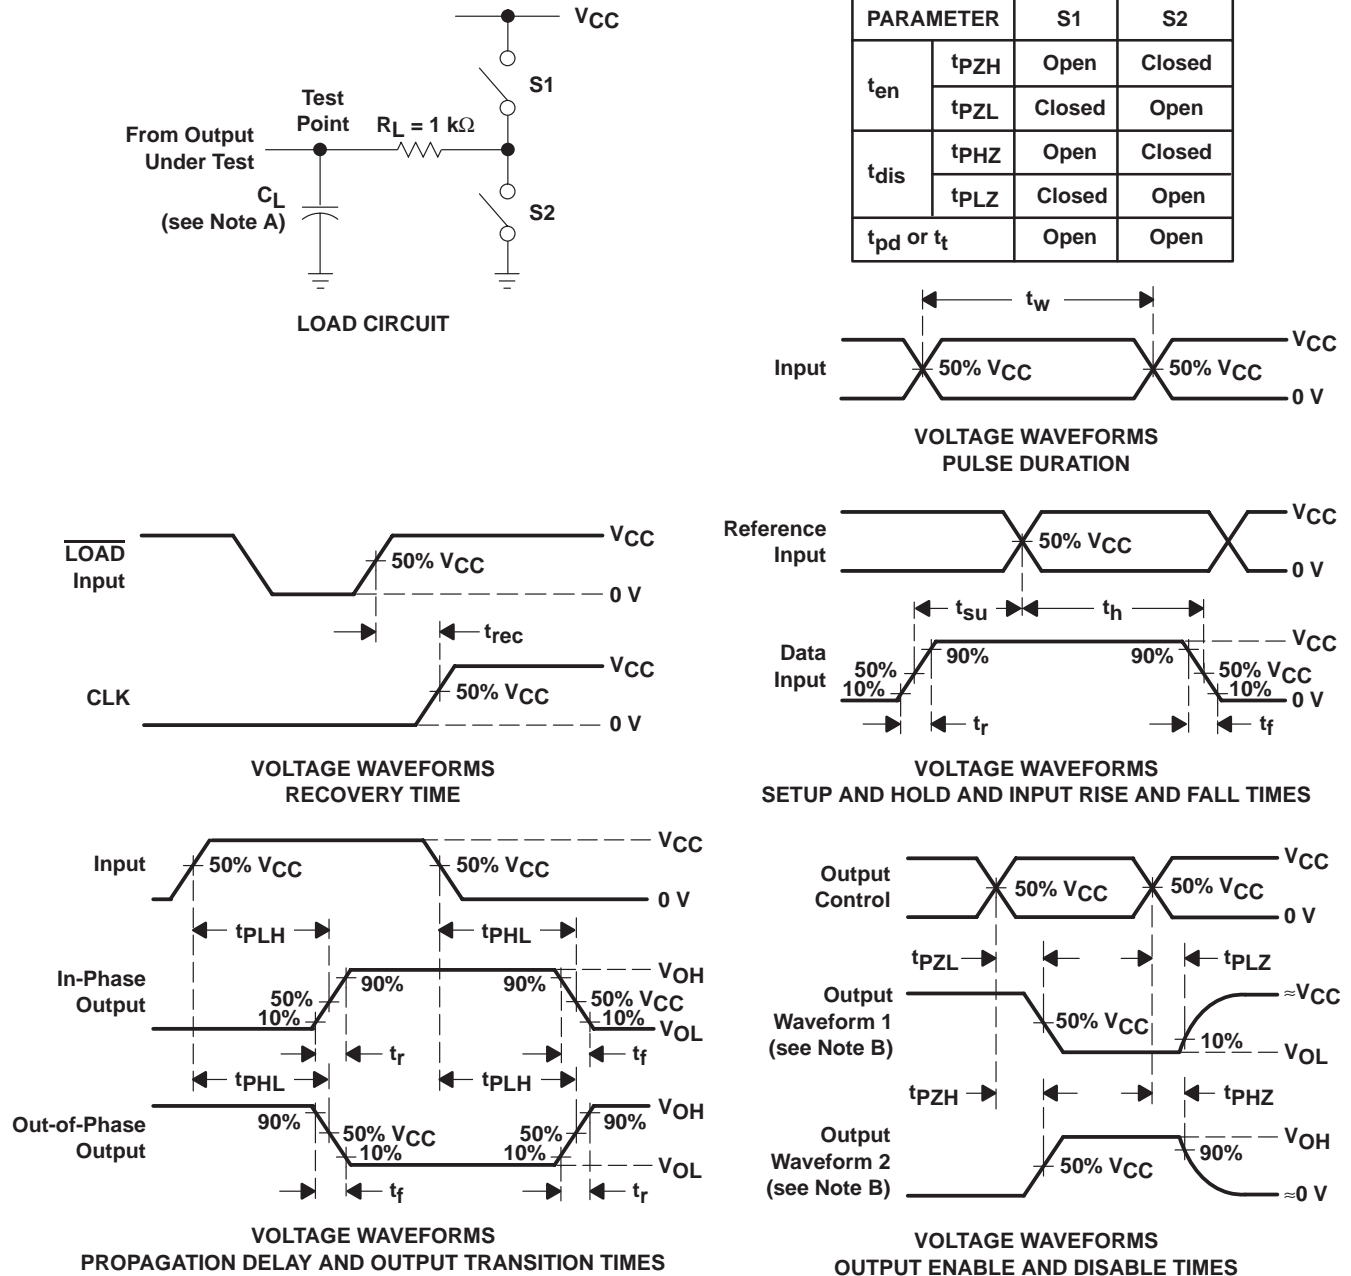 VCC
S1
Test
Point
RL = 1 kΩ
From Output
Under Test
CL
(see Note A)
S2
LOAD CIRCUIT
PARAMETER S1 S2
ten tPZH Open Closed
tPZL Closed Open
tdis tPHZ Open Closed
tPLZ Closed Open
tpd or tt Open Open
tw
VCC
Input 50% VCC 50% VCC
0 V
VOLTAGE WAVEFORMS
PULSE DURATION
LOAD
Input
VCC
50% VCC
0 V
trec
CLK
VCC
50% VCC
0 V
VOLTAGE WAVEFORMS
RECOVERY TIME
Reference
Input
VCC
50% VCC
0 V
tsu th
Data
Input
VCC
90% 90%
50% 50% VCC
10% 10%
0 V
tr tf
VOLTAGE WAVEFORMS
SETUP AND HOLD AND INPUT RISE AND FALL TIMES
Input
VCC
50% VCC 50% VCC
0 V
tPLH tPHL
In-Phase
Output
VOH
90% 90%
50% 50% VCC
10% 10%
VOL
tr tf
tPHL tPLH
Out-of-Phase
Output
VOH
90% 90%
50% VCC 50%
10% 10%
VOL
tf tr
VOLTAGE WAVEFORMS
PROPAGATION DELAY AND OUTPUT TRANSITION TIMES
Output
Control
VCC
50% VCC 50% VCC
0 V
tPZL tPLZ
Output
Waveform 1
(see Note B)
≈VCC
50% VCC
10%
VOL
tPZH tPHZ
Output
Waveform 2
(see Note B)
VOH
90%
50% VCC
≈0 V
VOLTAGE WAVEFORMS
OUTPUT ENABLE AND DISABLE TIMES